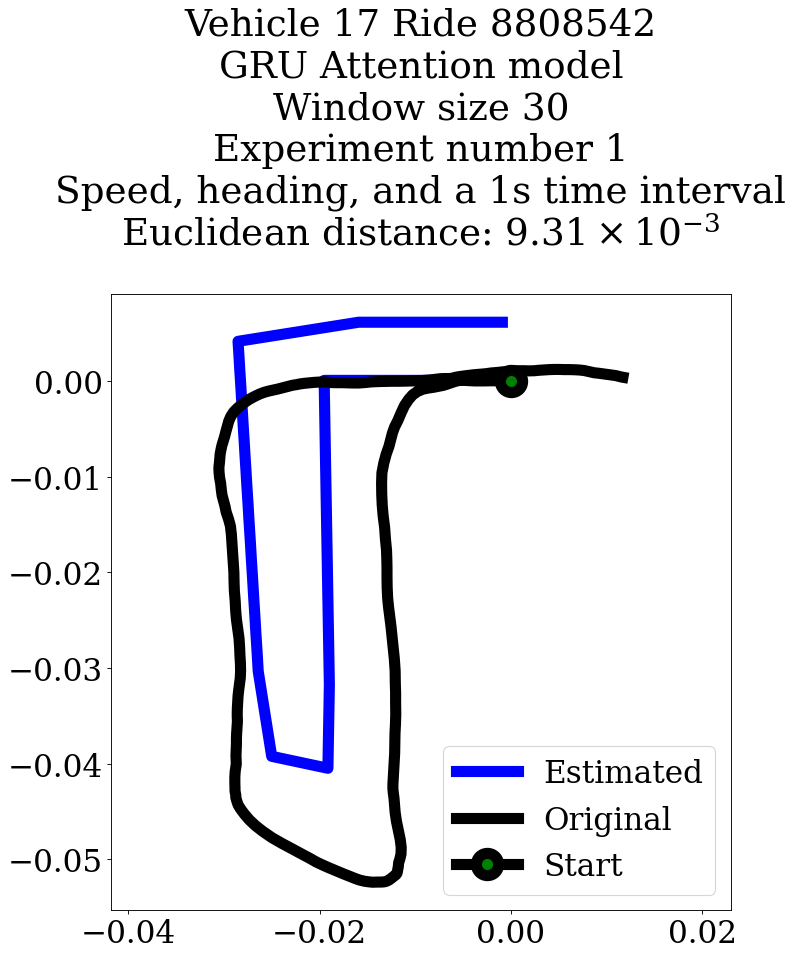 Vehicle 17 Ride 8808542
GRU Attention model
Window size 30
Experiment number 1
Speed, heading, and a 1s time interval
Euclidean distance: 9.31 × 10⁻³
0.00
−0.01
−0.02
−0.03
−0.04
−0.05
Estimated
Original
Start
−0.04
−0.02
0.00
0.02